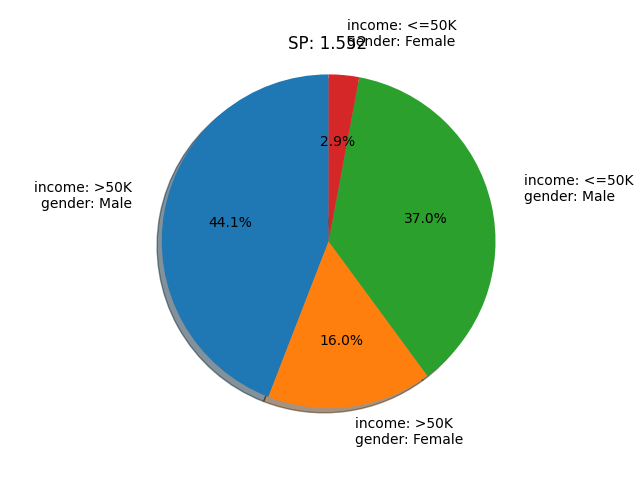 income: <=50K
gender: Female
SP: 1.552
2.9%
income: >50K
gender: Male
44.1%
income: <=50K
gender: Male
37.0%
16.0%
income: >50K
gender: Female